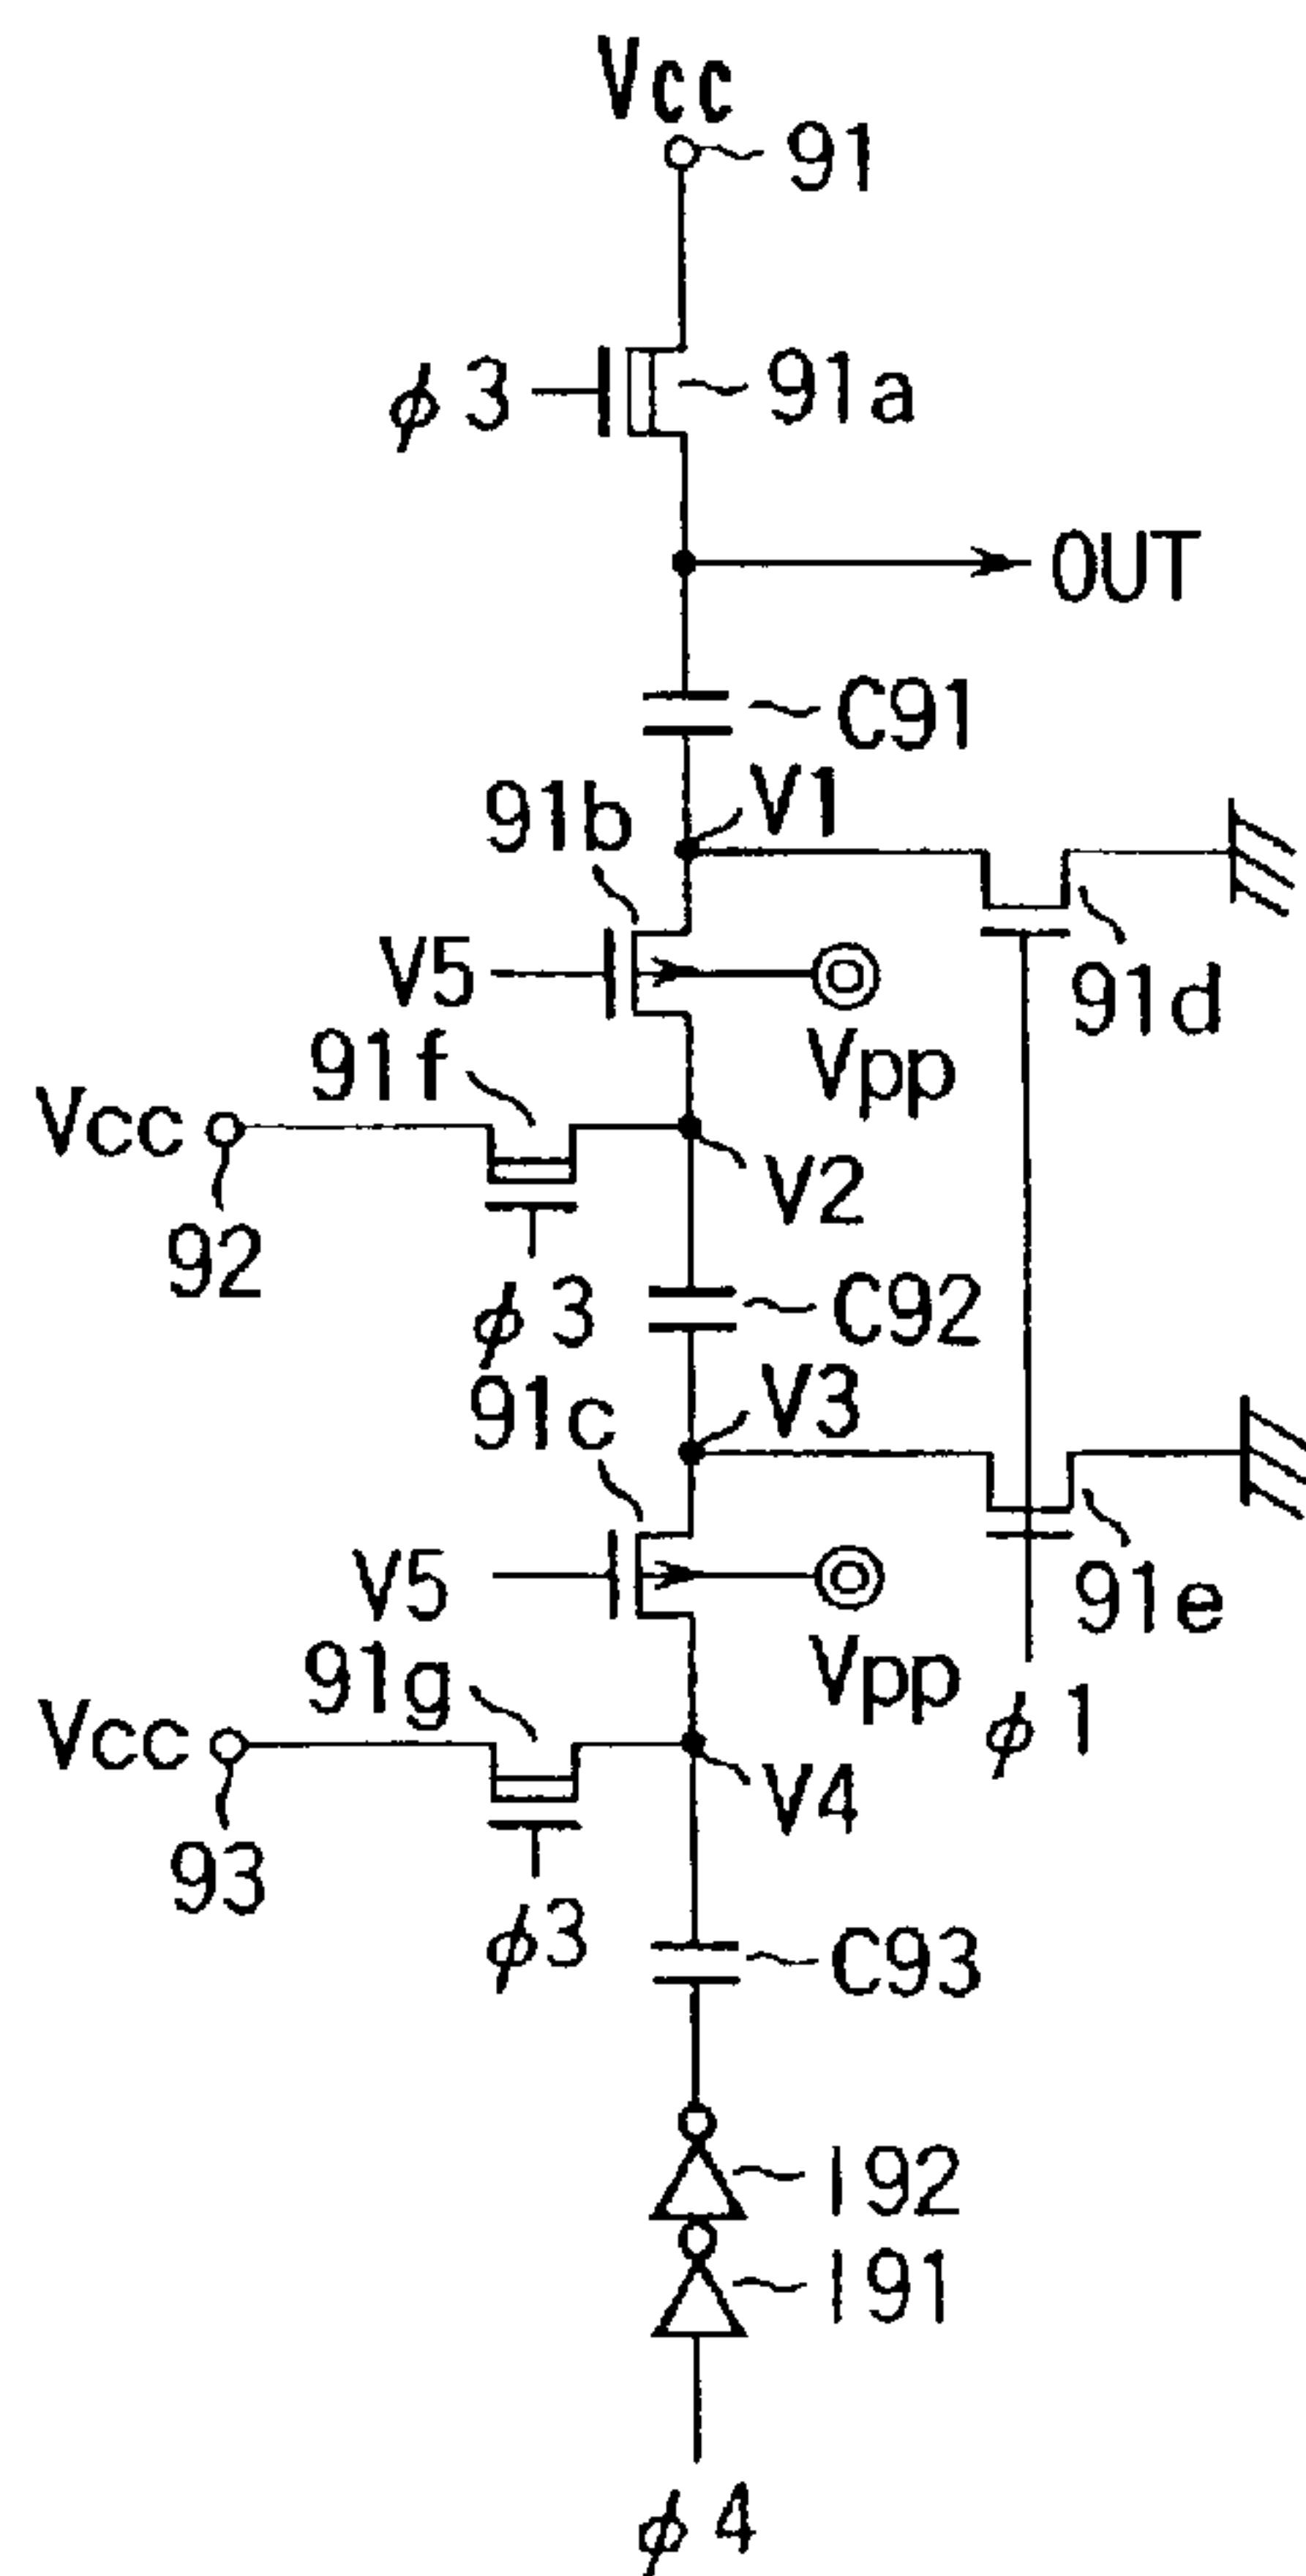 Vcc
91
φ3
91a
OUT
C91
91b
V1
V5
91d
Vpp
91f
Vcc
V2
92
φ3
C92
91c
V3
V5
91e
Vpp
91g
φ1
Vcc
V4
93
φ3
C93
I92
I91
φ4